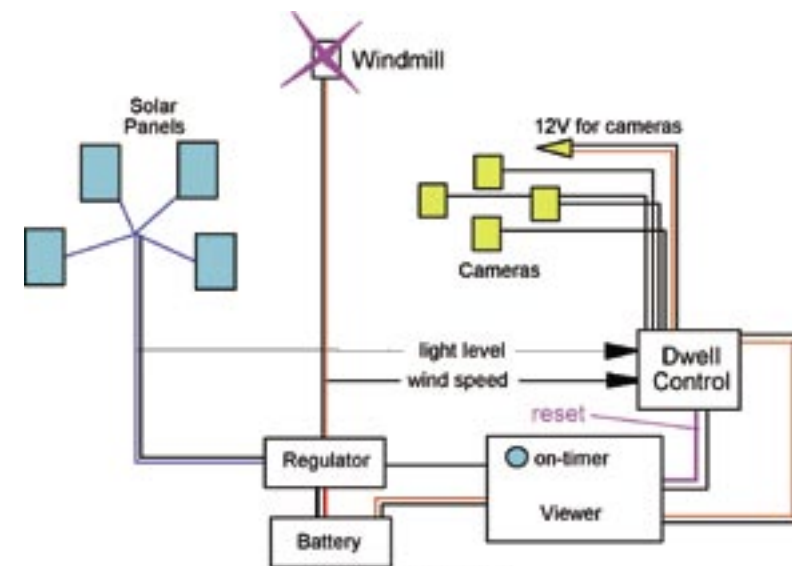 Windmill
Solar
Panels
12V for cameras
Cameras
light level
wind speed
Dwell
Control
reset
Regulator
on-timer
Viewer
Battery